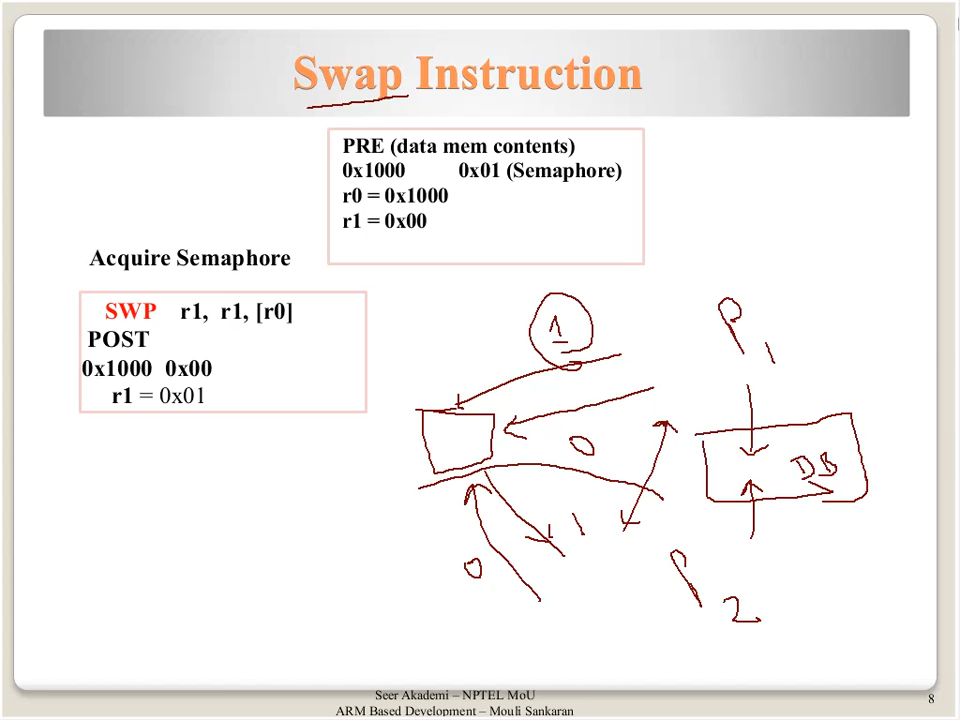 Swap Instruction
PRE (data mem contents)
0x1000 0x01 (Semaphore)
r0 = 0x1000
r1 = 0x00
Acquire Semaphore
SWP r1, r1, [r0]
POST
0x1000 0x00
r1 = 0x01
1
P1
0
DB
1
0
P2
Seer Akademi – NPTEL MoU
ARM Based Development – Mouli Sankaran
8